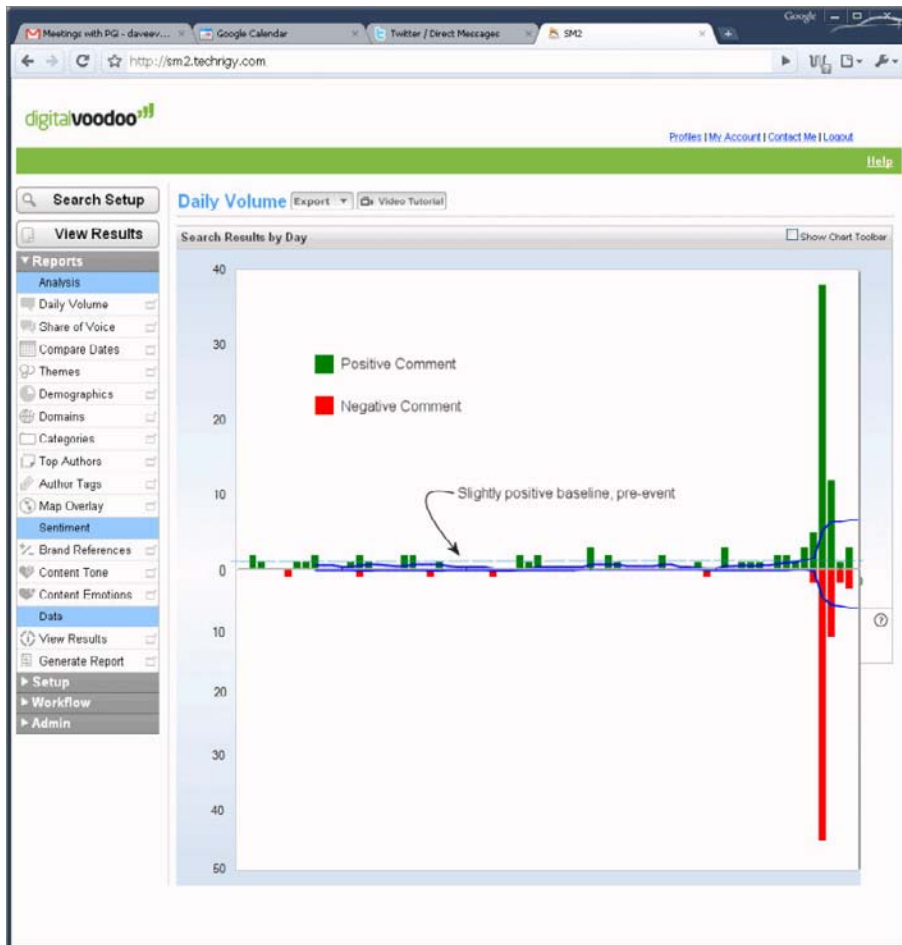 Google
Meetings with PGi - daveev...
Google Calendar
Twitter / Direct Messages
SM2
http://sm2.techrigy.com
digitalvoodoo
Profiles | My Account | Contact Me | Logout
Help
Search Setup
View Results
Reports
Analysis
Daily Volume
Share of Voice
Compare Dates
Themes
Demographics
Domains
Categories
Top Authors
Author Tags
Map Overlay
Sentiment
Brand References
Content Tone
Content Emotions
Data
View Results
Generate Report
Setup
Workflow
Admin
Daily Volume Export Video Tutorial
Search Results by Day Show Chart Toolbar
40
30
Positive Comment
Negative Comment
20
10
Slightly positive baseline, pre-event
0
10
20
30
40
50